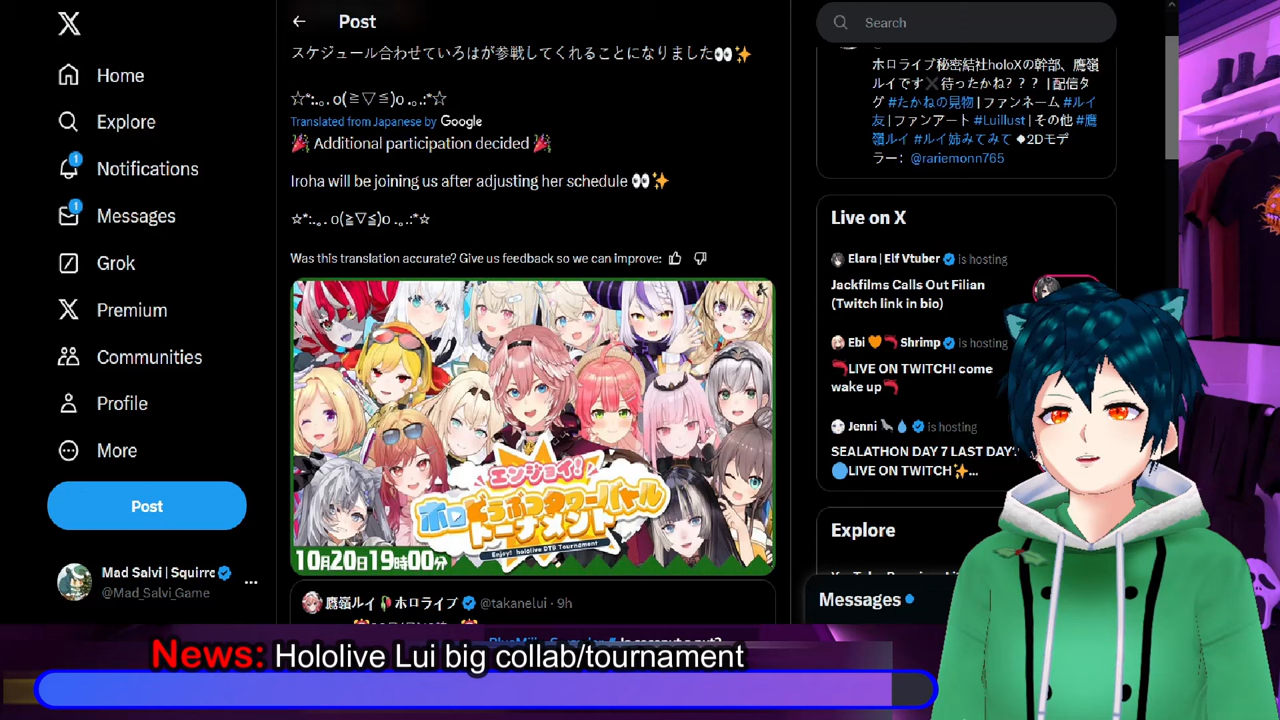 Home
Explore
1
Notifications
1
Messages
Grok
Premium
Communities
Profile
More
Post
Mad Salvi | Squirre
@Mad_Salvi_Game
Post
スケジュール合わせていろはが参戦してくれることになりました👀✨
☆*:.｡. o(≧▽≦)o .｡.:*☆
Translated from Japanese by Google
🎉 Additional participation decided 🎉
Iroha will be joining us after adjusting her schedule 👀✨
☆*:.｡. o(≧▽≦)o .｡.:*☆
Was this translation accurate? Give us feedback so we can improve:
エンジョイ!
ホロどうぶつタワーバトル
トーナメント
Enjoy! hololive DTB Tournament
10月20日19時00分
鷹嶺ルイ🥀ホロライブ @takanelui · 9h
Search
ホロライブ秘密結社holoXの幹部、鷹嶺
ルイです✖️待ったかね？？？ | 配信タ
グ #たかねの見物 | ファンネーム #ルイ
友 | ファンアート #Luillust | その他 #鷹
嶺ルイ #ルイ姉みてみて ◆2Dモデ
ラー：@rariemonn765
Live on X
Elara | Elf Vtuber is hosting
Jackfilms Calls Out Filian
(Twitch link in bio)
Ebi 🧡🦐 Shrimp is hosting
🦐LIVE ON TWITCH! come
wake up🦐
Jenni is hosting
SEALATHON DAY 7 LAST DAY
🔵LIVE ON TWITCH✨...
Explore
Messages
News: Hololive Lui big collab/tournament